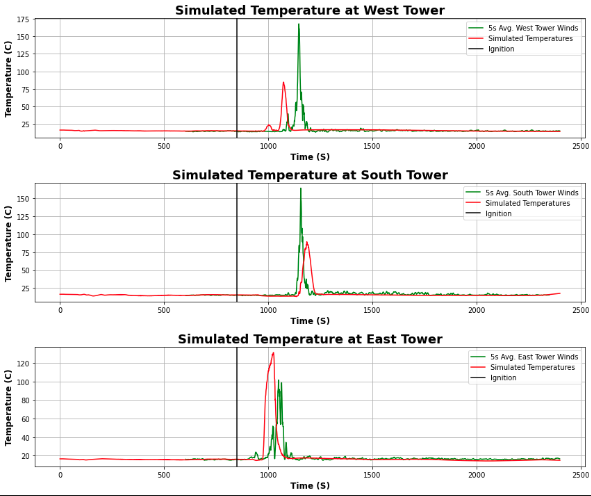 Simulated Temperature at West Tower
Temperature (C)
175
150
125
100
75
50
25
5s Avg. West Tower Winds
Simulated Temperatures
Ignition
0 500 1000 1500 2000 2500
Time (S)
Simulated Temperature at South Tower
Temperature (C)
150
125
100
75
50
25
5s Avg. South Tower Winds
Simulated Temperatures
Ignition
0 500 1000 1500 2000 2500
Time (S)
Simulated Temperature at East Tower
Temperature (C)
120
100
80
60
40
20
5s Avg. East Tower Winds
Simulated Temperatures
Ignition
0 500 1000 1500 2000 2500
Time (S)